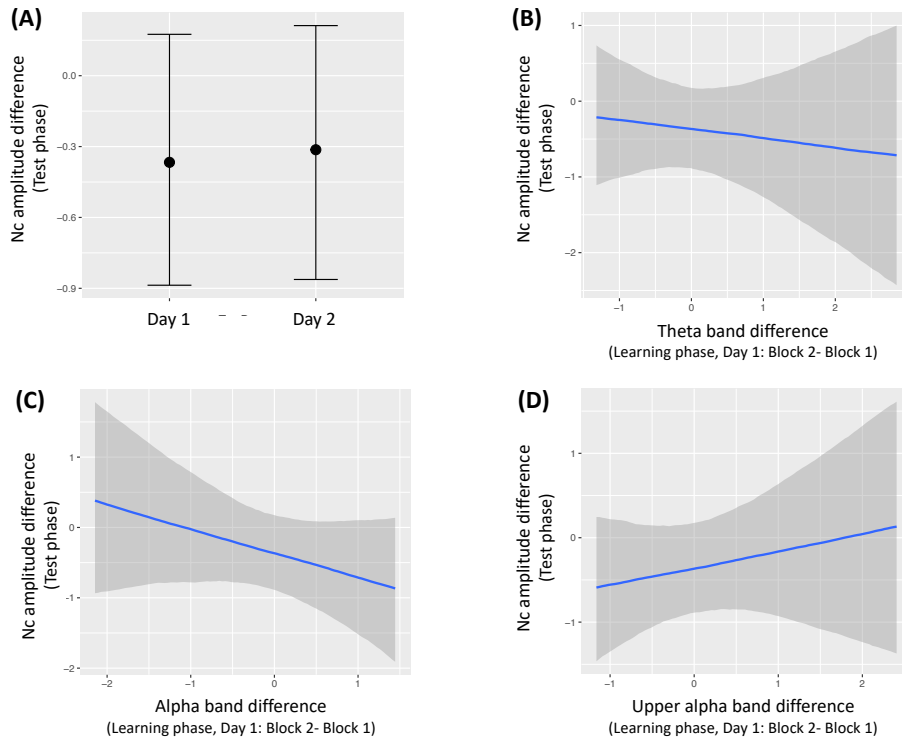 (A)
Nc amplitude difference
(Test phase)
0.0
−0.3
−0.6
−0.9
Day 1
– -
Day 2
(B)
Nc amplitude difference
(Test phase)
1
0
−1
−2
−1
0
1
2
Theta band difference
(Learning phase, Day 1: Block 2- Block 1)
(C)
Nc amplitude difference
(Test phase)
1
0
−1
−2
−2
−1
0
1
Alpha band difference
(Learning phase, Day 1: Block 2- Block 1)
(D)
Nc amplitude difference
(Test phase)
1
0
−1
−1
0
1
2
Upper alpha band difference
(Learning phase, Day 1: Block 2- Block 1)